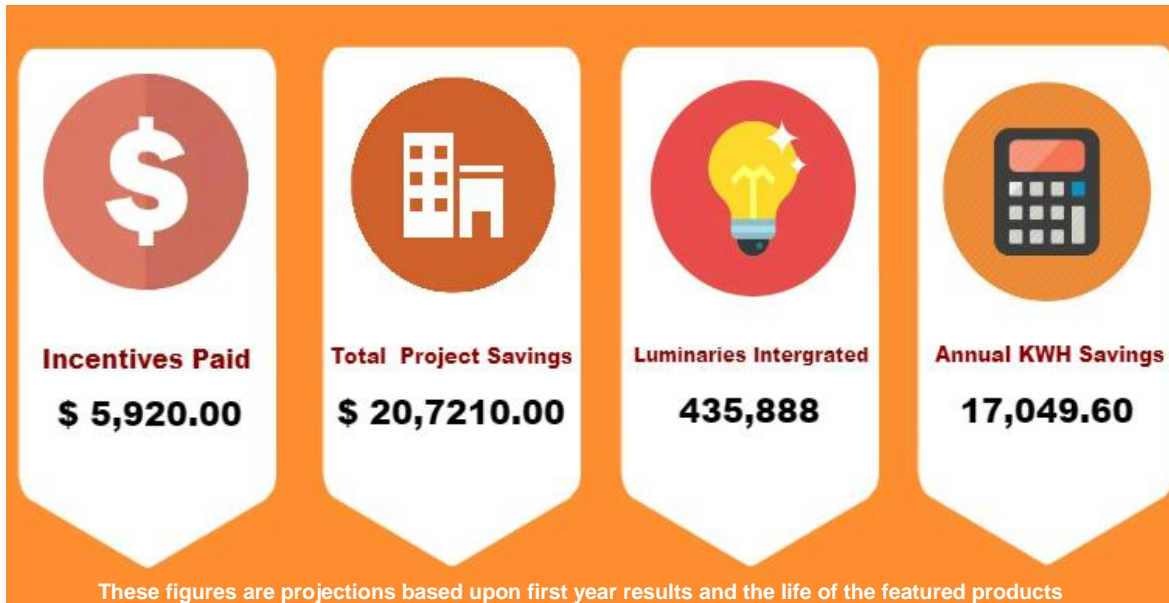 Incentives Paid
$ 5,920.00
Total Project Savings
$ 20,7210.00
Luminaries Intergrated
435,888
Annual KWH Savings
17,049.60
These figures are projections based upon first year results and the life of the featured products